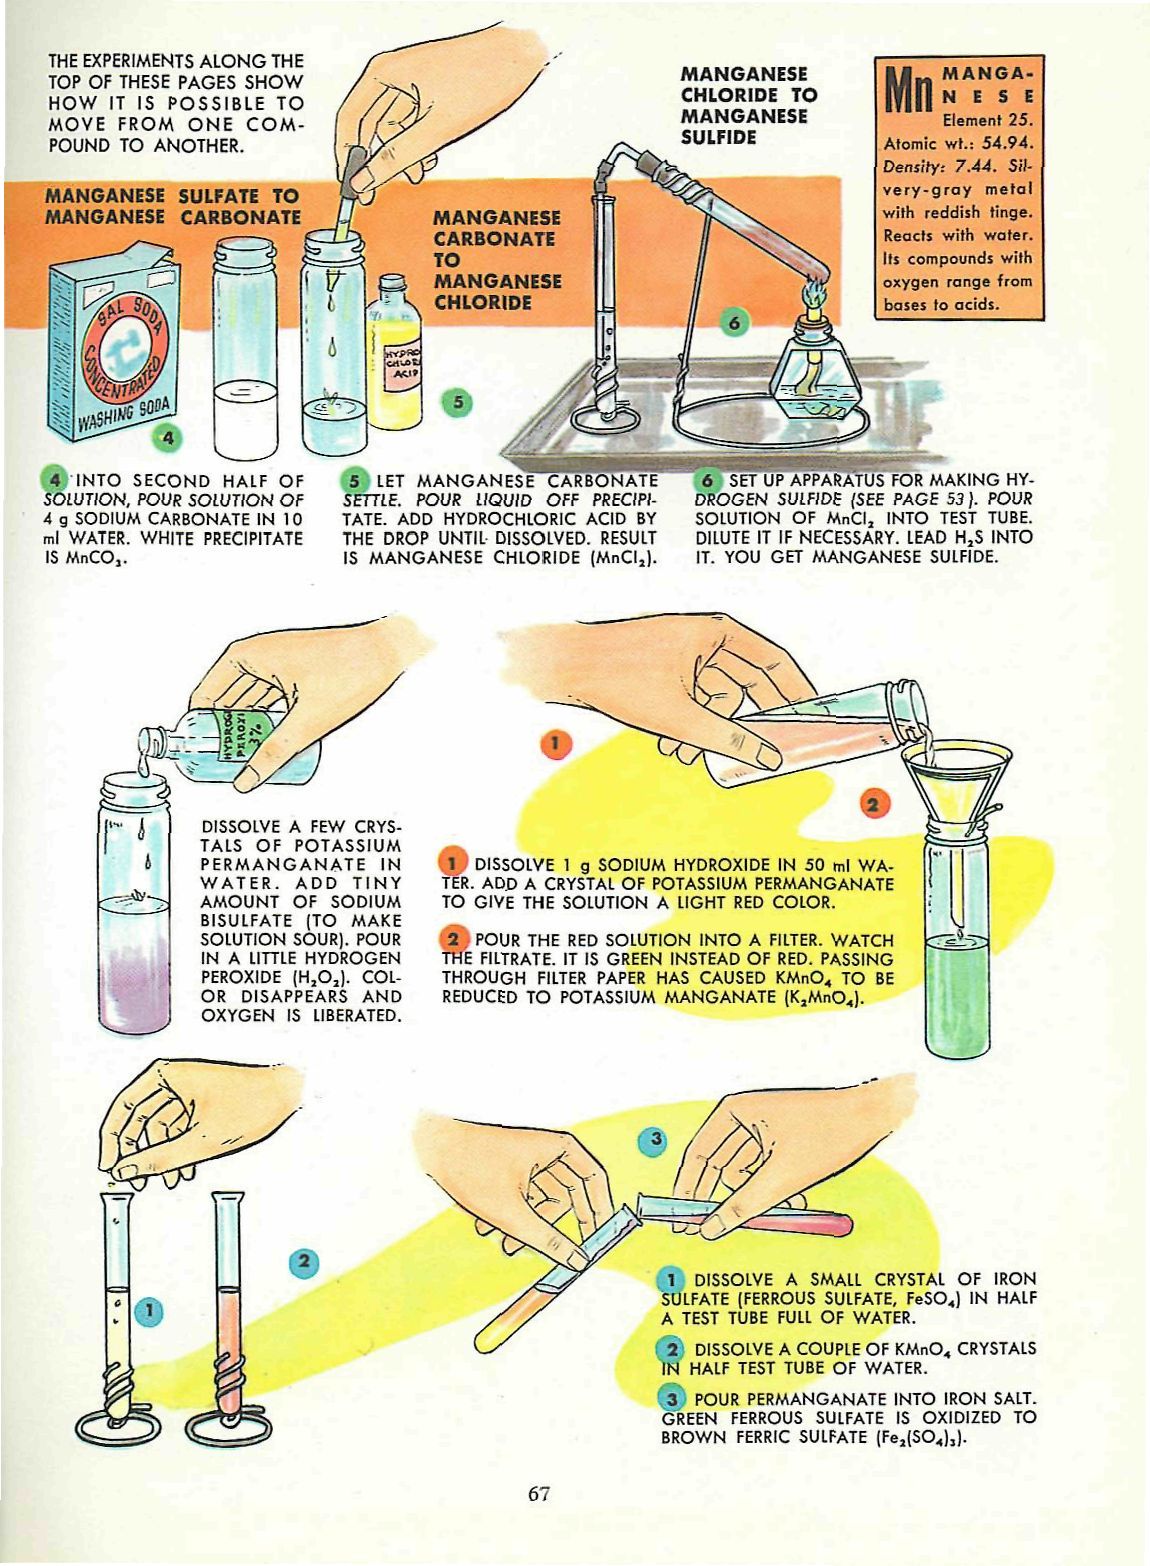 THE EXPERIMENTS ALONG THE
TOP OF THESE PAGES SHOW
HOW IT IS POSSIBLE TO
MOVE FROM ONE COM-
POUND TO ANOTHER.
MANGANESE SULFATE TO
MANGANESE CARBONATE
MANGANESE
CARBONATE
TO
MANGANESE
CHLORIDE
MANGANESE
CHLORIDE TO
MANGANESE
SULFIDE
Mn MANGA-
NESE
Element 25.
Atomic wt.: 54.94.
Density: 7.44. Sil-
very-gray metal
with reddish tinge.
Reacts with water.
Its compounds with
oxygen range from
bases to acids.
SAL SODA
CONCENTRATED
WASHING SODA
HYDRO
CHLOR
ACID
4
5
6
4 INTO SECOND HALF OF
SOLUTION, POUR SOLUTION OF
4 g SODIUM CARBONATE IN 10
ml WATER. WHITE PRECIPITATE
IS MnCO₃.
5 LET MANGANESE CARBONATE
SETTLE. POUR LIQUID OFF PRECIPI-
TATE. ADD HYDROCHLORIC ACID BY
THE DROP UNTIL DISSOLVED. RESULT
IS MANGANESE CHLORIDE (MnCl₂).
6 SET UP APPARATUS FOR MAKING HY-
DROGEN SULFIDE (SEE PAGE 53). POUR
SOLUTION OF MnCl₂ INTO TEST TUBE.
DILUTE IT IF NECESSARY. LEAD H₂S INTO
IT. YOU GET MANGANESE SULFIDE.
HYDROG
PEROXI
3%
DISSOLVE A FEW CRYS-
TALS OF POTASSIUM
PERMANGANATE IN
WATER. ADD TINY
AMOUNT OF SODIUM
BISULFATE (TO MAKE
SOLUTION SOUR). POUR
IN A LITTLE HYDROGEN
PEROXIDE (H₂O₂). COL-
OR DISAPPEARS AND
OXYGEN IS LIBERATED.
1
2
1 DISSOLVE 1 g SODIUM HYDROXIDE IN 50 ml WA-
TER. ADD A CRYSTAL OF POTASSIUM PERMANGANATE
TO GIVE THE SOLUTION A LIGHT RED COLOR.
2 POUR THE RED SOLUTION INTO A FILTER. WATCH
THE FILTRATE. IT IS GREEN INSTEAD OF RED. PASSING
THROUGH FILTER PAPER HAS CAUSED KMnO₄ TO BE
REDUCED TO POTASSIUM MANGANATE (K₂MnO₄).
1
2
3
1 DISSOLVE A SMALL CRYSTAL OF IRON
SULFATE (FERROUS SULFATE, FeSO₄) IN HALF
A TEST TUBE FULL OF WATER.
2 DISSOLVE A COUPLE OF KMnO₄ CRYSTALS
IN HALF TEST TUBE OF WATER.
3 POUR PERMANGANATE INTO IRON SALT.
GREEN FERROUS SULFATE IS OXIDIZED TO
BROWN FERRIC SULFATE (Fe₂(SO₄)₃).
67